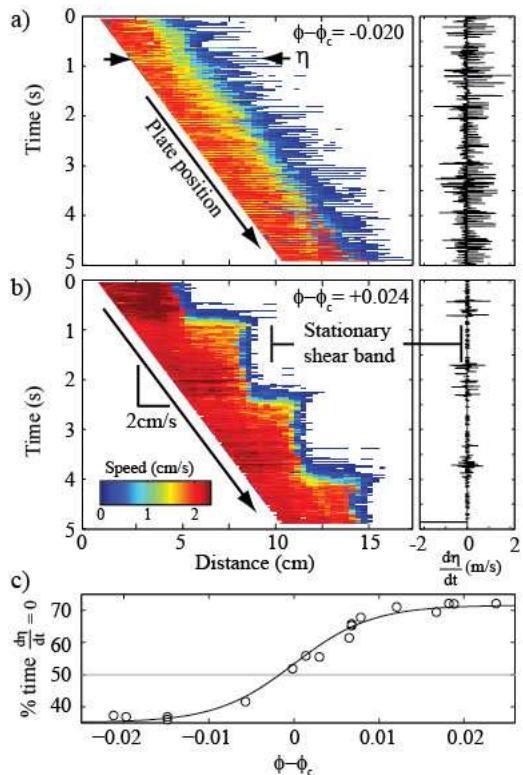 a)
ϕ−ϕc= -0.020
η
Plate position
Time (s)
0
1
2
3
4
5
b)
ϕ−ϕc= +0.024
Stationary
shear band
2cm/s
Speed (cm/s)
0 1 2
Time (s)
0
1
2
3
4
5
0 5 10 15
Distance (cm)
-2 0 2
dη/dt (m/s)
c)
% time dη/dt = 0
70
60
50
40
−0.02 −0.01 0 0.01 0.02
ϕ−ϕc